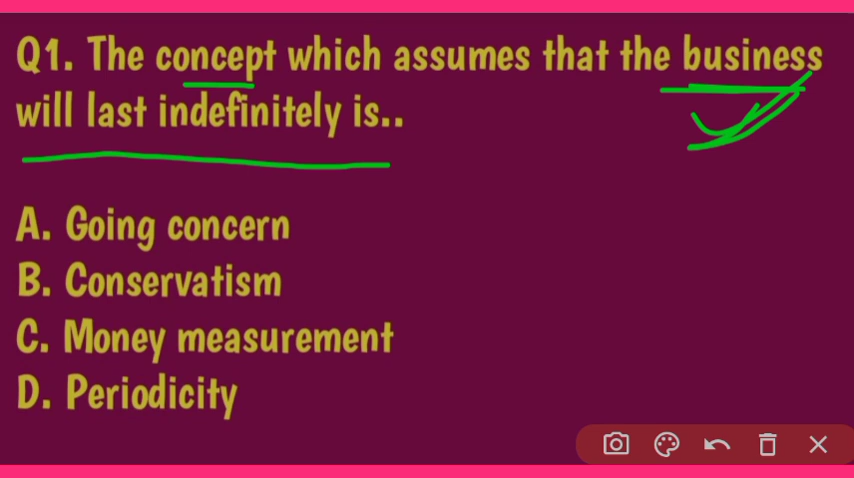 Q1. The concept which assumes that the business
will last indefinitely is..
A. Going concern
B. Conservatism
C. Money measurement
D. Periodicity